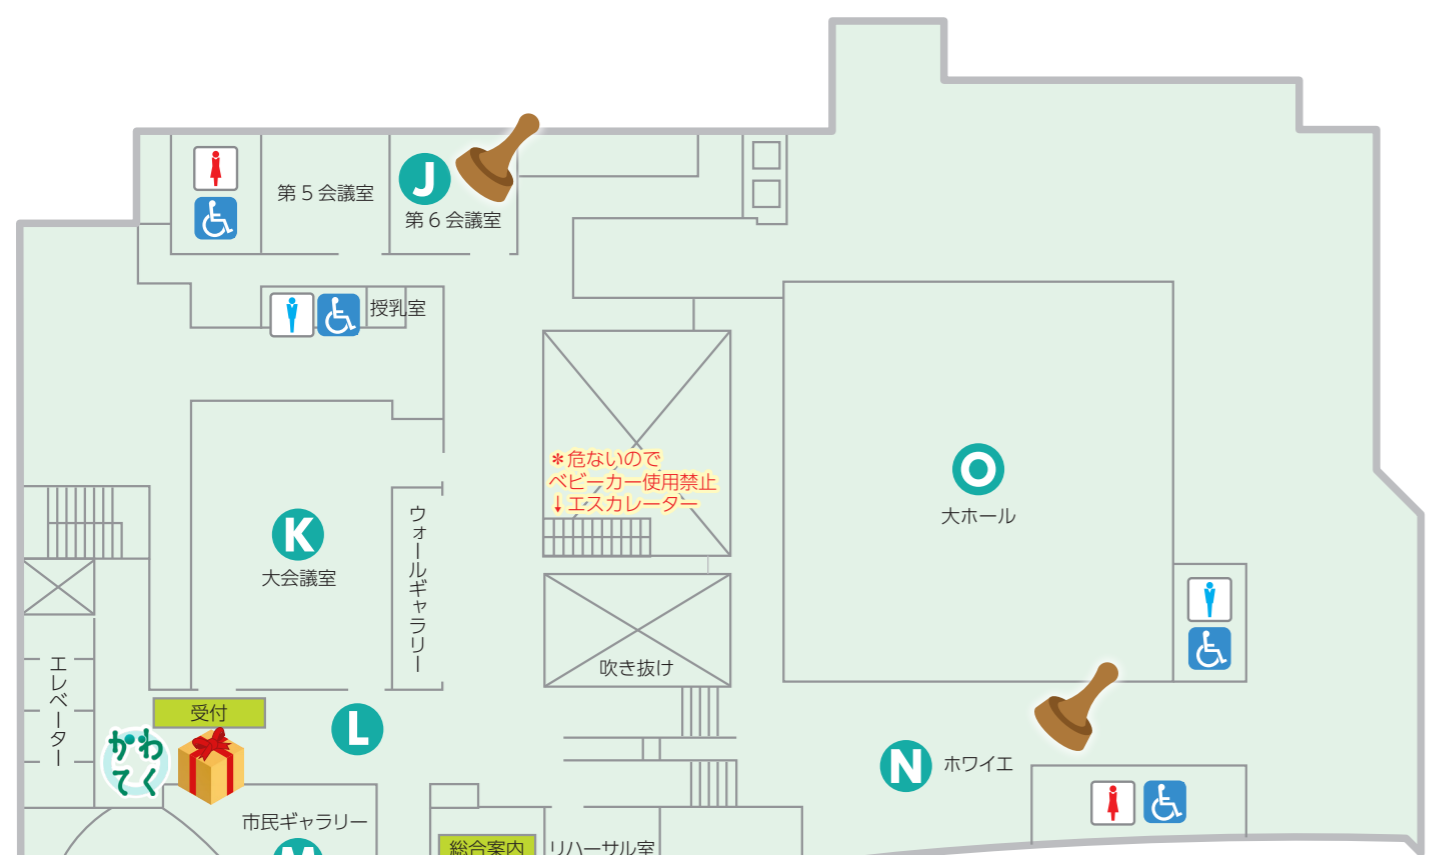 J
第5会議室
第6会議室
授乳室
*危ないので
ベビーカー使用禁止
↓エスカレーター
O
大ホール
K
大会議室
ウォールギャラリー
吹き抜け
エレベーター
受付
L
かわ
てく
N
ホワイエ
市民ギャラリー
M
総合案内
リハーサル室